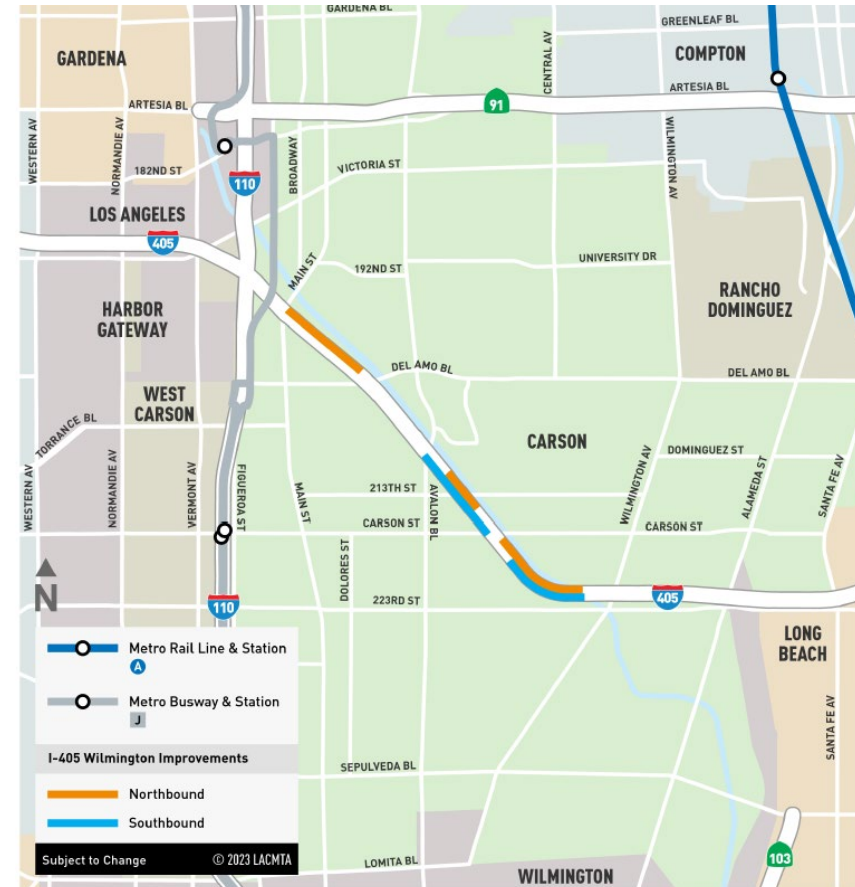 GARDENA BL
GREENLEAF BL
GARDENA
CENTRAL AV
COMPTON
ARTESIA BL
91
ARTESIA BL
WESTERN AV
NORMANDIE AV
BROADWAY
WILMINGTON AV
182ND ST
VICTORIA ST
110
LOS ANGELES
405
MAIN ST
192ND ST
UNIVERSITY DR
HARBOR
GATEWAY
RANCHO
DOMINGUEZ
DEL AMO BL
DEL AMO BL
WEST
CARSON
TORRANCE BL
CARSON
DOMINGUEZ ST
WESTERN AV
NORMANDIE AV
VERMONT AV
FIGUEROA ST
MAIN ST
213TH ST
AVALON BL
WILMINGTON AV
ALAMEDA ST
SANTA FE AV
CARSON ST
CARSON ST
DOLORES ST
N
110
223RD ST
405
LONG
BEACH
SANTA FE AV
Metro Rail Line & Station
A
Metro Busway & Station
J
I-405 Wilmington Improvements
SEPULVEDA BL
Northbound
Southbound
Subject to Change © 2023 LACMTA
LOMITA BL
WILMINGTON
103